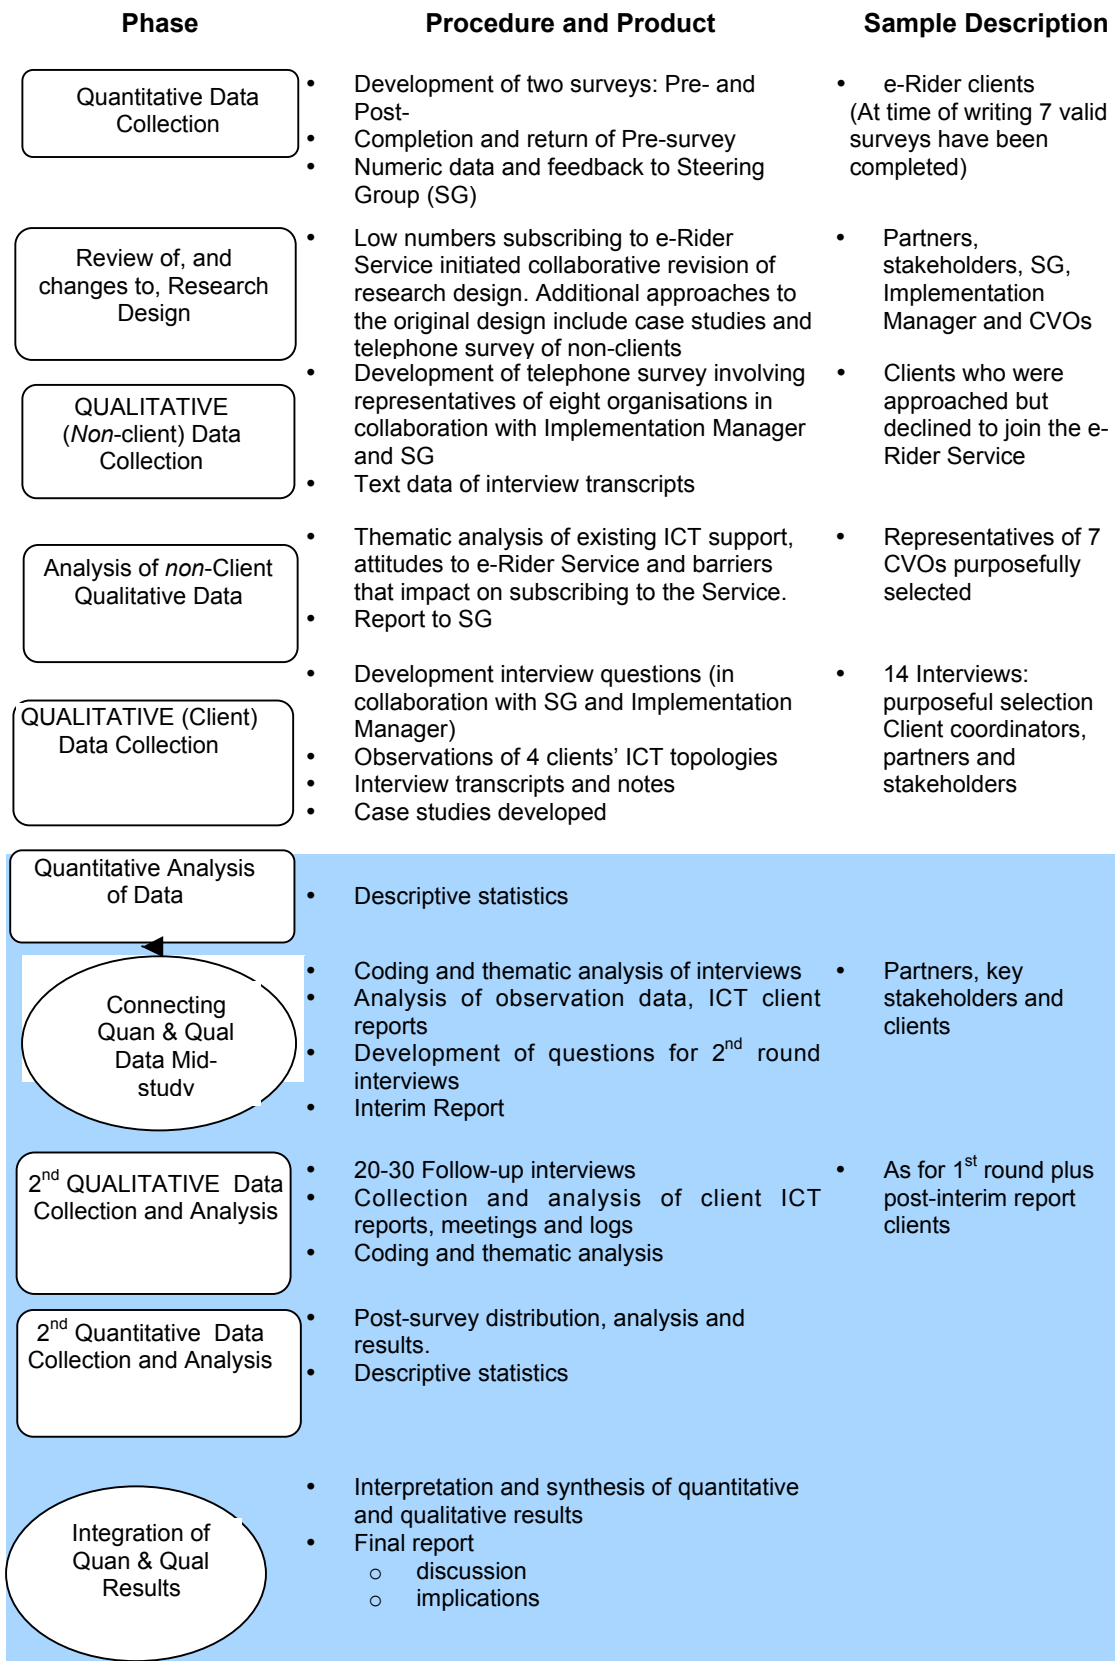 Phase Procedure and Product Sample Description
Quantitative Data
Collection
• Development of two surveys: Pre- and
Post-
• Completion and return of Pre-survey
• Numeric data and feedback to Steering
Group (SG)
• e-Rider clients
(At time of writing 7 valid
surveys have been
completed)
Review of, and
changes to, Research
Design
• Low numbers subscribing to e-Rider
Service initiated collaborative revision of
research design. Additional approaches to
the original design include case studies and
telephone survey of non-clients
• Partners,
stakeholders, SG,
Implementation
Manager and CVOs
QUALITATIVE
(Non-client) Data
Collection
• Development of telephone survey involving
representatives of eight organisations in
collaboration with Implementation Manager
and SG
• Text data of interview transcripts
• Clients who were
approached but
declined to join the e-
Rider Service
Analysis of non-Client
Qualitative Data
• Thematic analysis of existing ICT support,
attitudes to e-Rider Service and barriers
that impact on subscribing to the Service.
• Report to SG
• Representatives of 7
CVOs purposefully
selected
QUALITATIVE (Client)
Data Collection
• Development interview questions (in
collaboration with SG and Implementation
Manager)
• Observations of 4 clients’ ICT topologies
• Interview transcripts and notes
• Case studies developed
• 14 Interviews:
purposeful selection
Client coordinators,
partners and
stakeholders
Quantitative Analysis
of Data
• Descriptive statistics
Connecting
Quan & Qual
Data Mid-
study
• Coding and thematic analysis of interviews
• Analysis of observation data, ICT client
reports
• Development of questions for 2nd round
interviews
• Interim Report
• Partners, key
stakeholders and
clients
2nd QUALITATIVE Data
Collection and Analysis
• 20-30 Follow-up interviews
• Collection and analysis of client ICT
reports, meetings and logs
• Coding and thematic analysis
• As for 1st round plus
post-interim report
clients
2nd Quantitative Data
Collection and Analysis
• Post-survey distribution, analysis and
results.
• Descriptive statistics
Integration of
Quan & Qual
Results
• Interpretation and synthesis of quantitative
and qualitative results
• Final report
o discussion
o implications